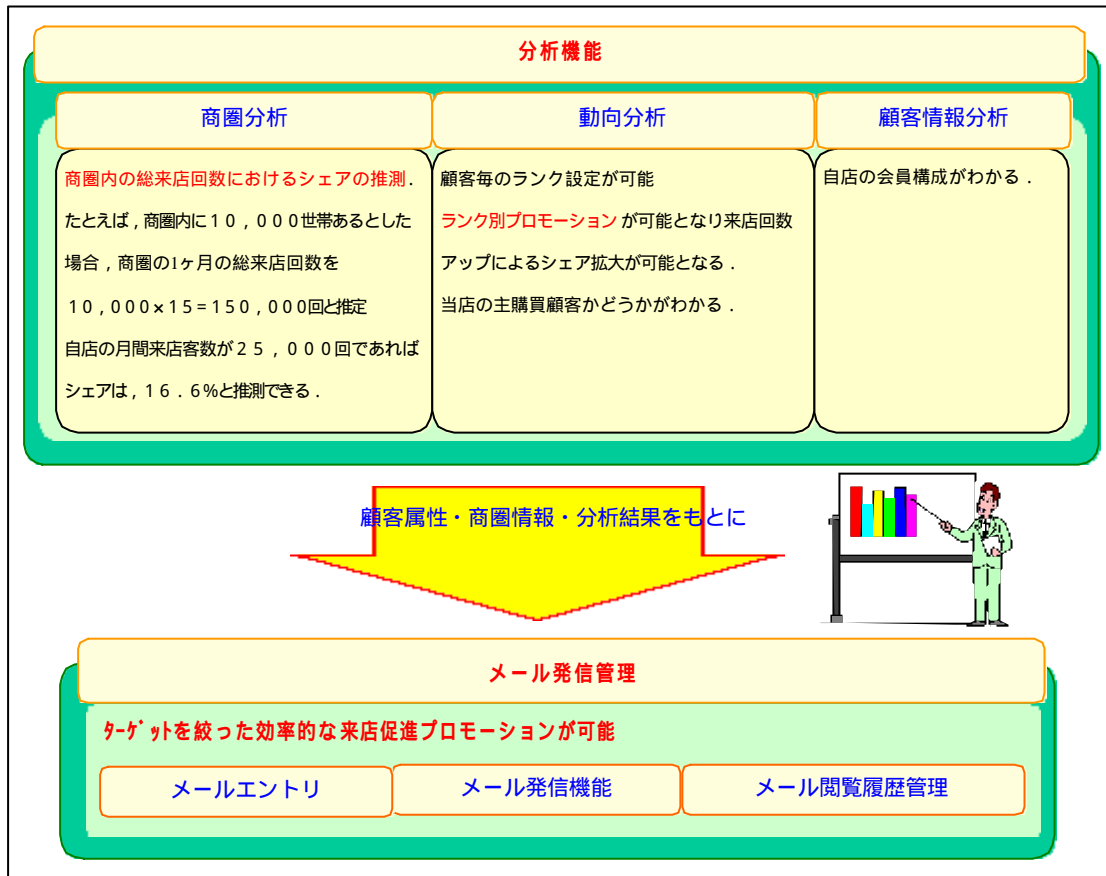 分析機能
商圏分析
動向分析
顧客情報分析
商圏内の総来店回数におけるシェアの推測．
たとえば，商圏内に１０，０００世帯あるとした
場合，商圏の1ヶ月の総来店回数を
１０，０００×１５＝１５０，０００回と推定
自店の月間来店客数が２５，０００回であれば
シェアは，１６．６％と推測できる．
顧客毎のランク設定が可能
ランク別プロモーションが可能となり来店回数
アップによるシェア拡大が可能となる．
当店の主購買顧客かどうかがわかる．
自店の会員構成がわかる．
顧客属性・商圏情報・分析結果をもとに
メール発信管理
ﾀｰｹﾞｯﾄを絞った効率的な来店促進プロモーションが可能
メールエントリ
メール発信機能
メール閲覧履歴管理